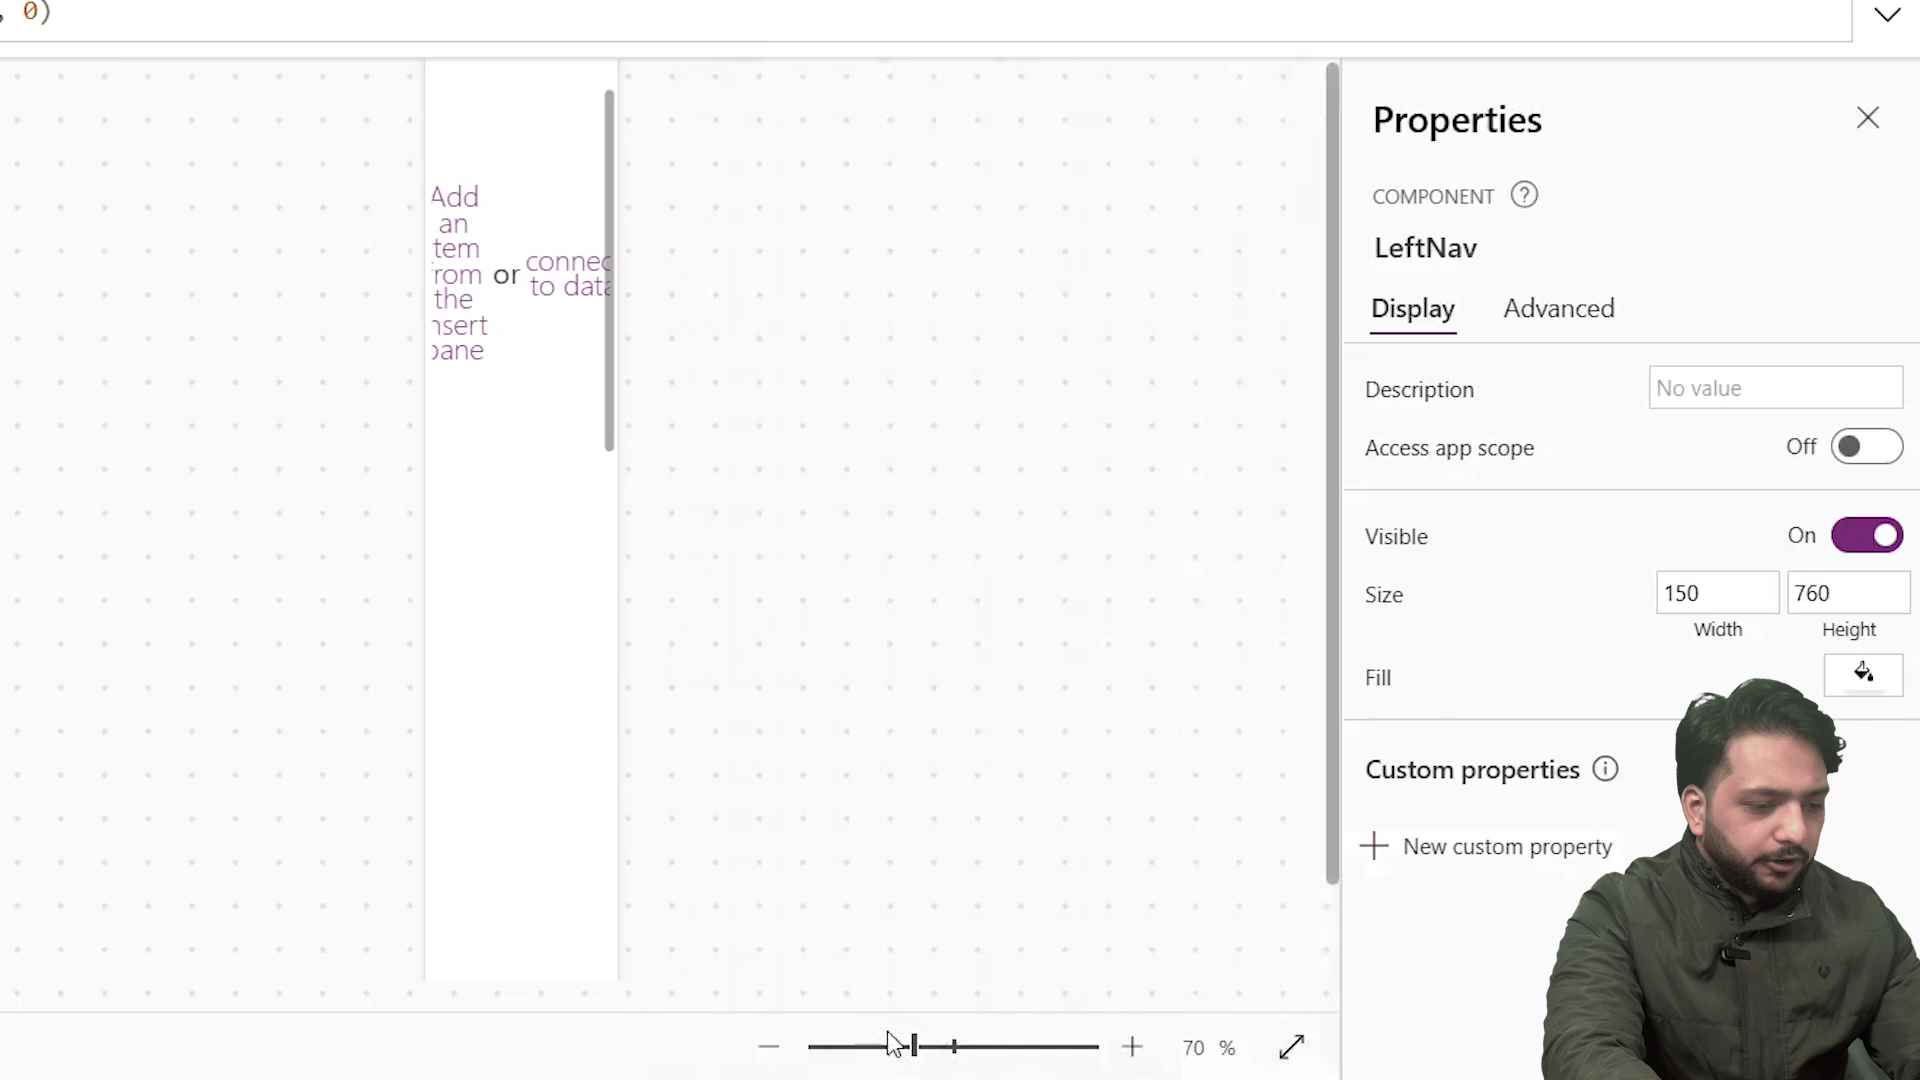 , 0)
Add
an
tem
rom
the
nsert
pane
or
connec
to data
Properties
COMPONENT ?
LeftNav
Display Advanced
Description No value
Access app scope Off
Visible On
Size 150 760
Width Height
Fill
Custom properties
New custom property
70 %